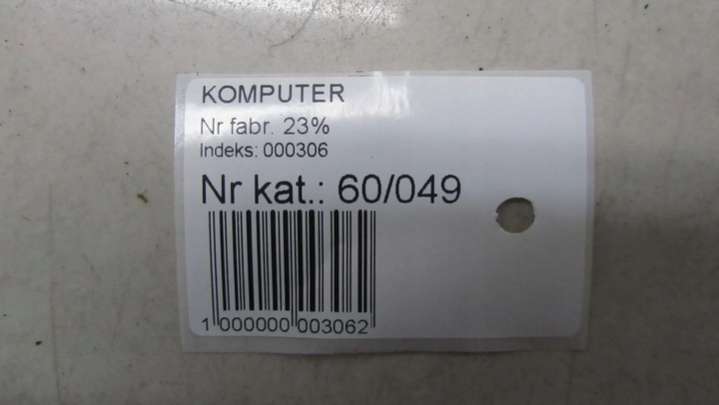 KOMPUTER
Nr fabr. 23%
Indeks: 000306
Nr kat.: 60/049
1 000000 003062